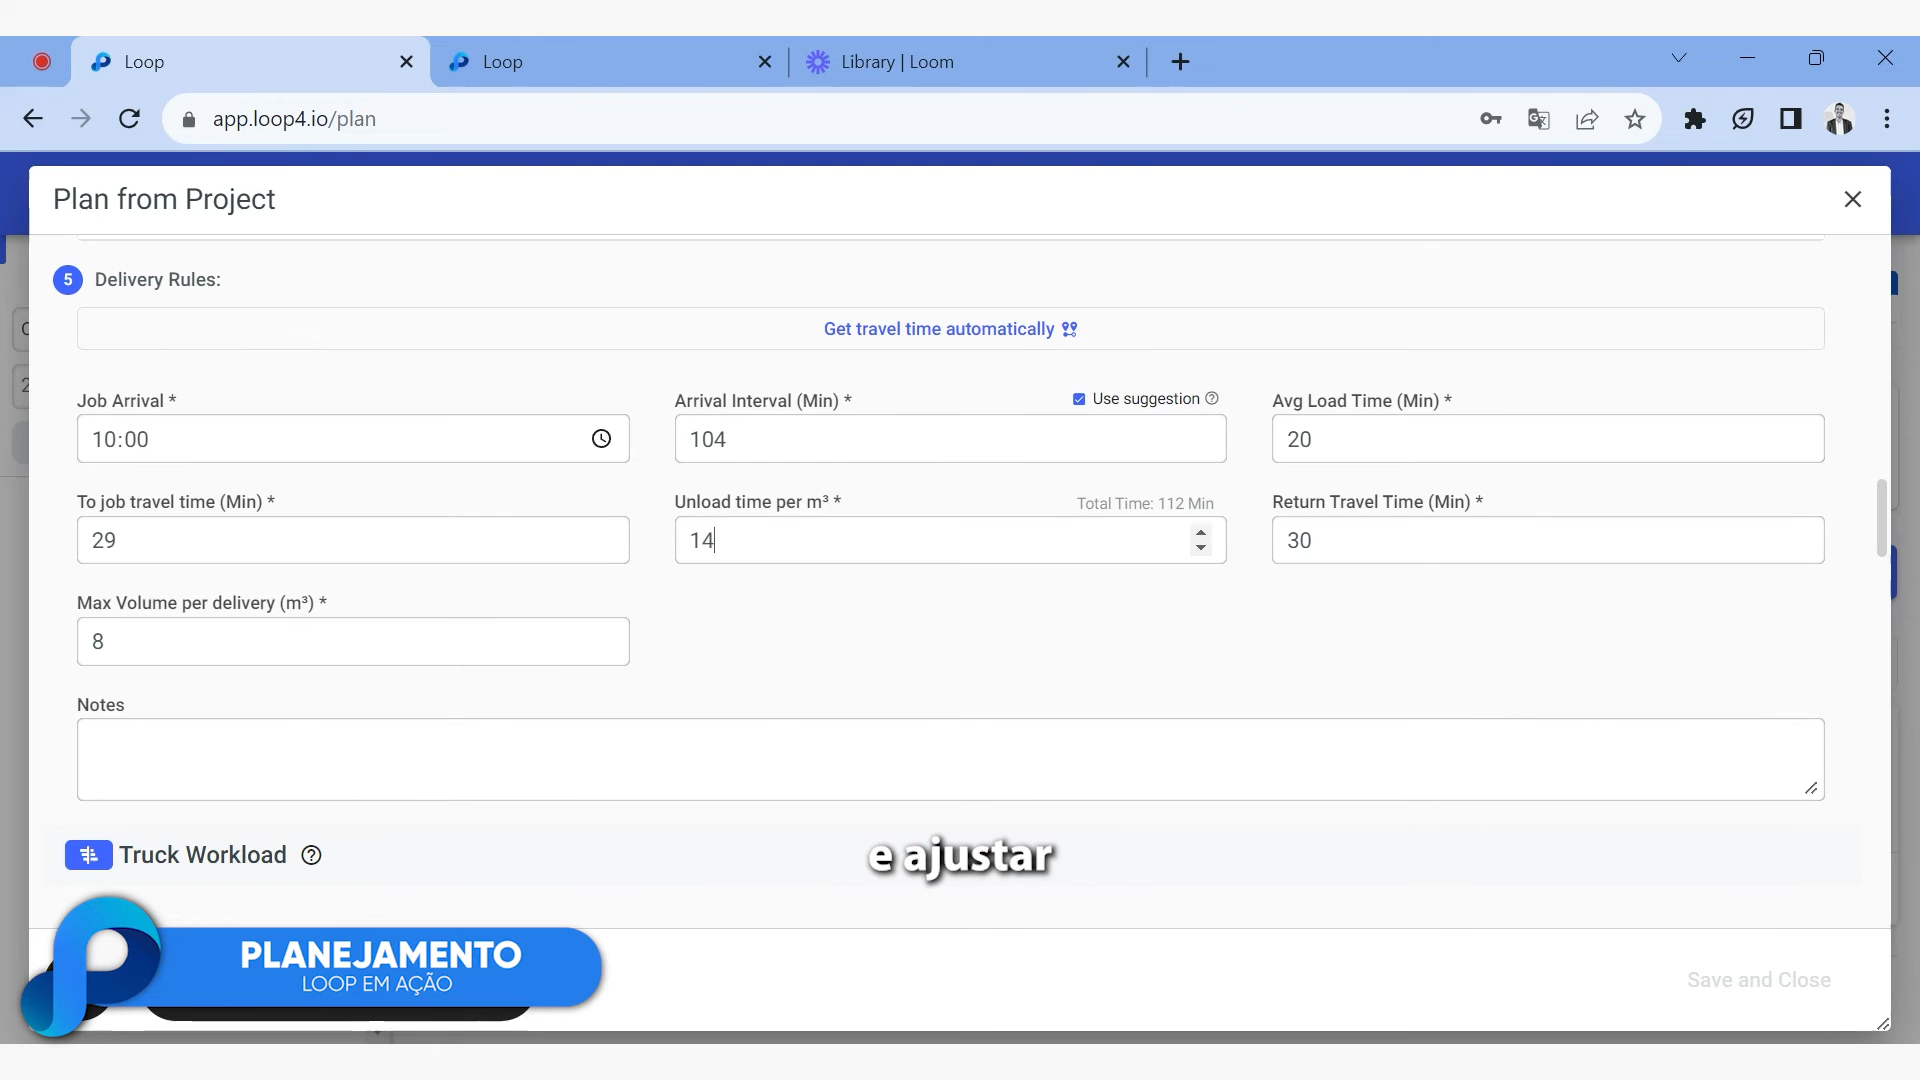 Loop
Loop
Library | Loom
app.loop4.io/plan
Plan from Project
5 Delivery Rules:
Get travel time automatically
Job Arrival *
Arrival Interval (Min) *
Use suggestion
Avg Load Time (Min) *
10:00
104
20
To job travel time (Min) *
Unload time per m³ *
Total Time: 112 Min
Return Travel Time (Min) *
29
14
30
Max Volume per delivery (m³) *
8
Notes
Truck Workload
e ajustar
PLANEJAMENTO
LOOP EM AÇÃO
Save and Close